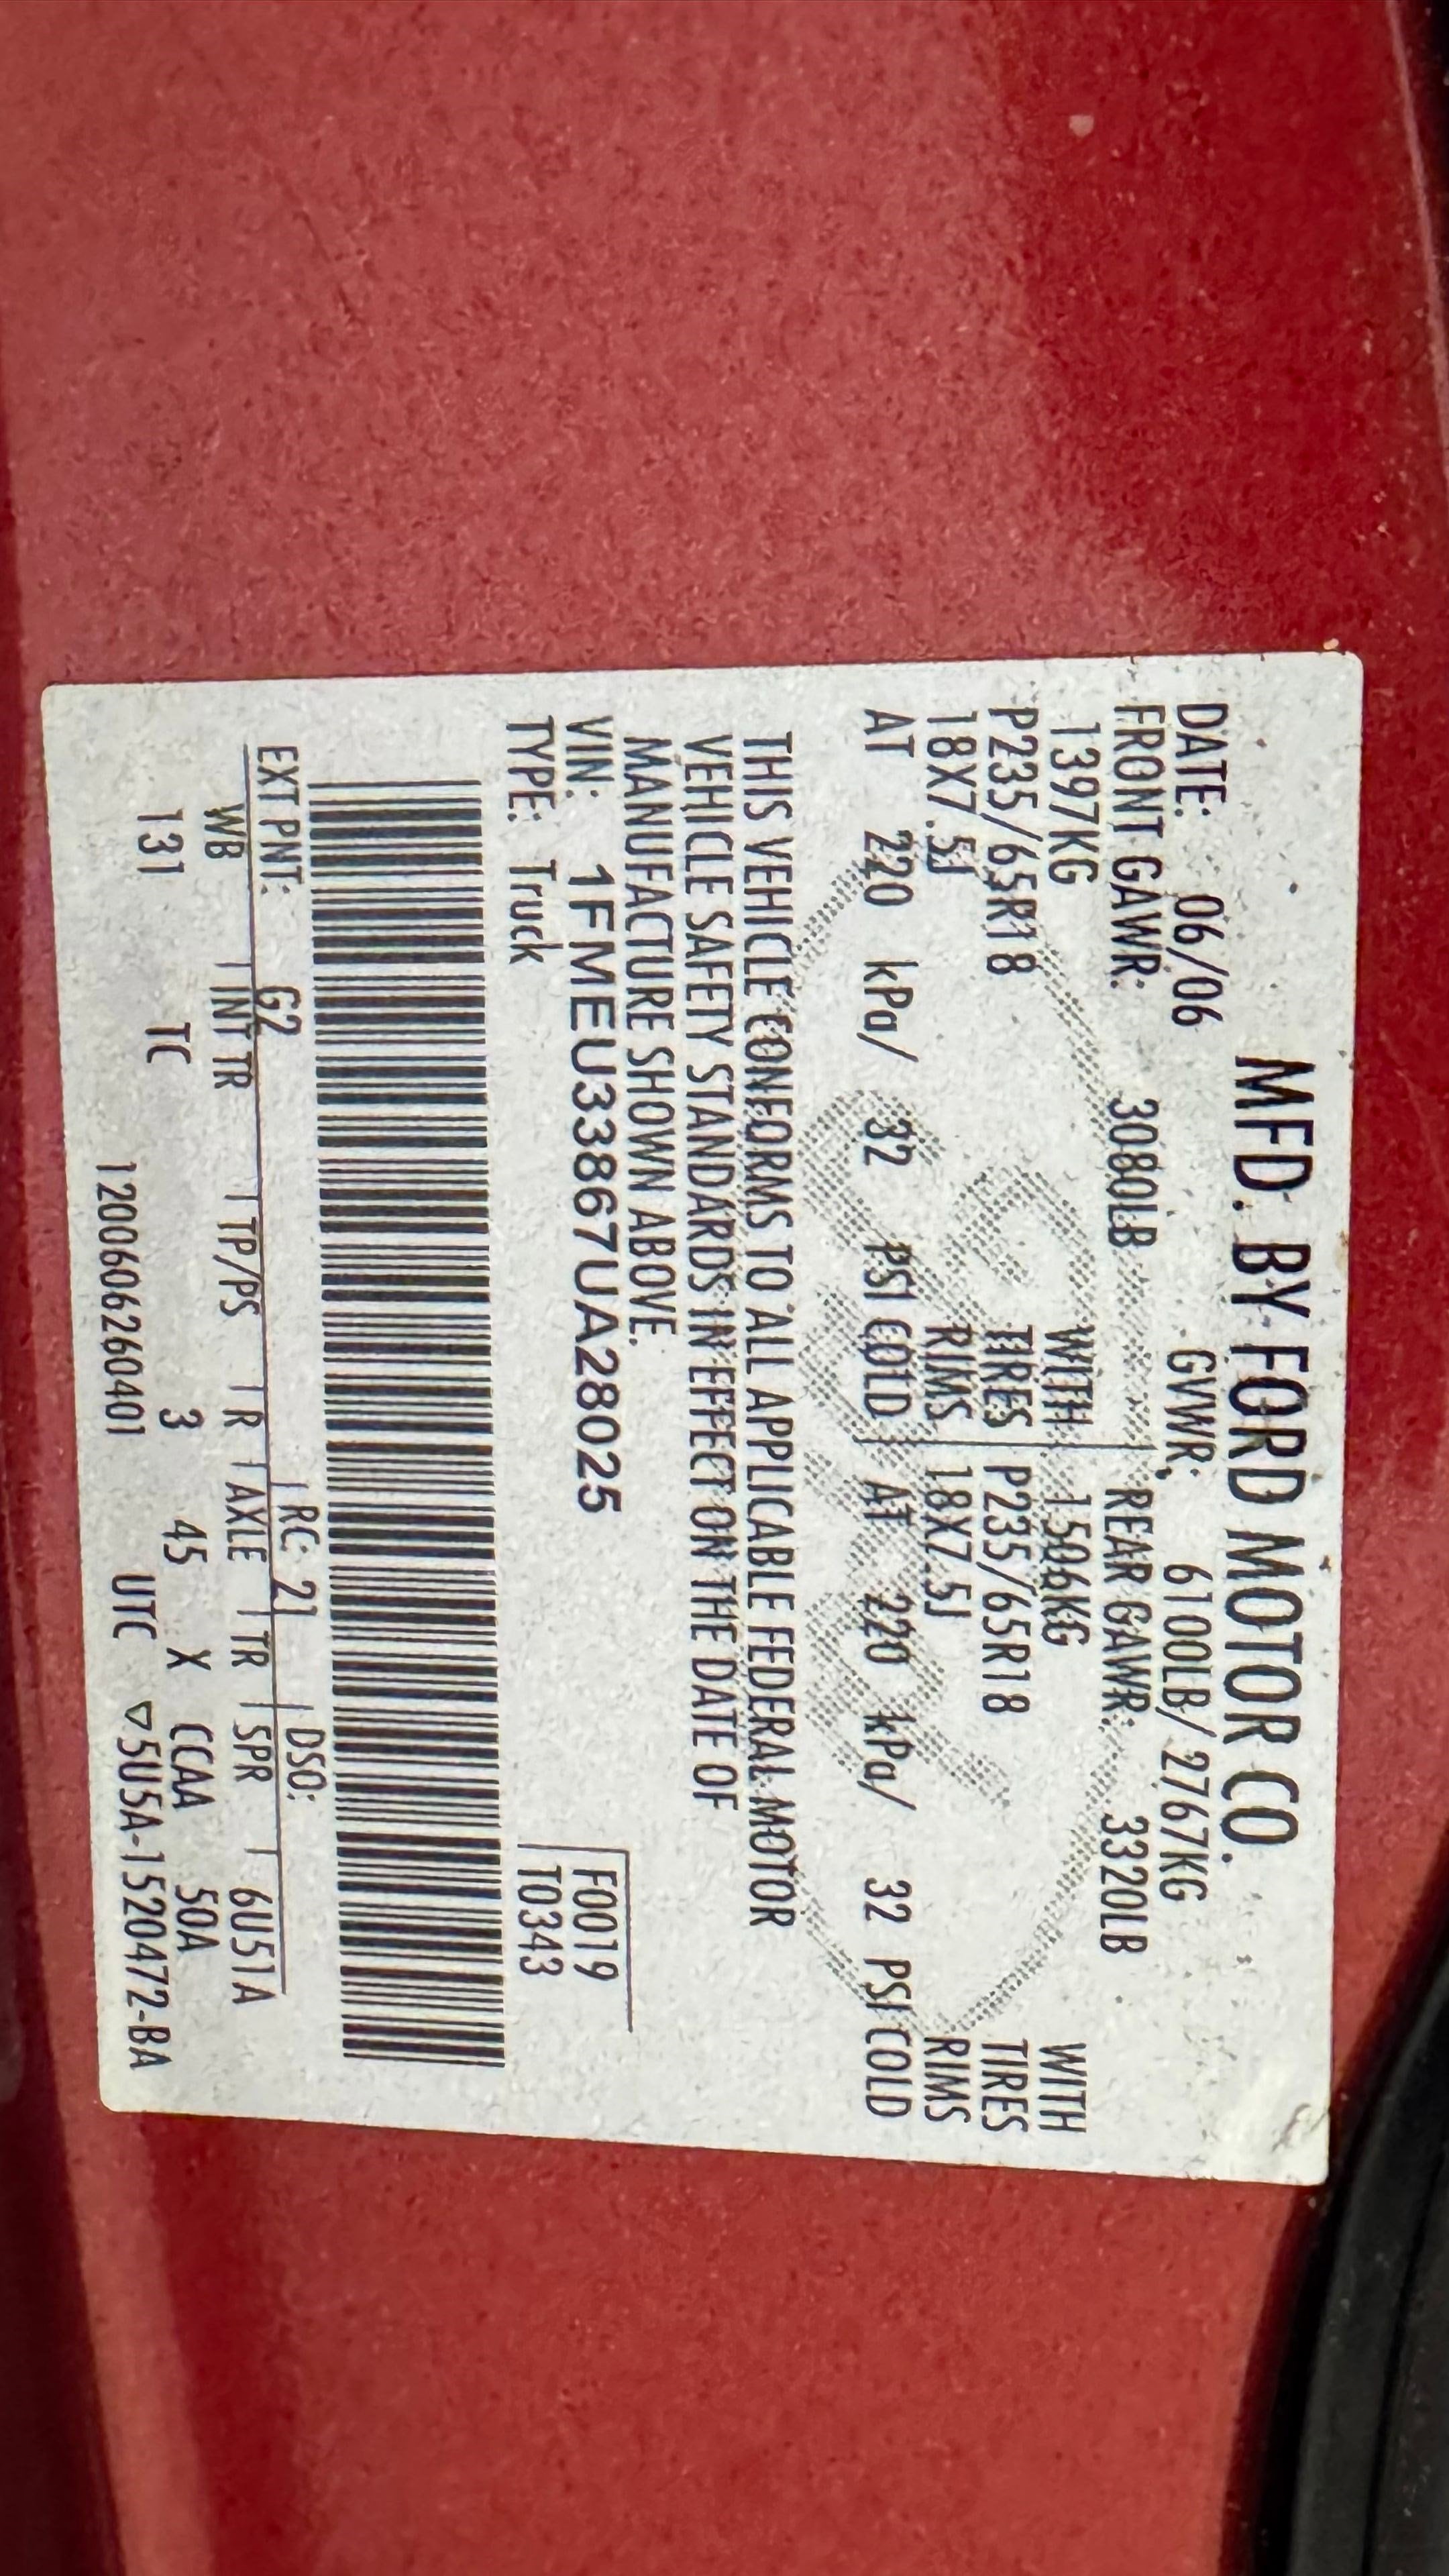 MFD. BY FORD MOTOR CO.
DATE: 06/06 GVWR: 6100LB/ 2767KG
FRONT GAWR: 3080LB REAR GAWR: 3320LB
1397KG WITH 1506KG WITH
P235/65R18 TIRES P235/65R18 TIRES
18X7.5J RIMS 18X7.5J RIMS
AT 220 kPa/ 32 PSI COLD AT 220 kPa/ 32 PSI COLD
THIS VEHICLE CONFORMS TO ALL APPLICABLE FEDERAL MOTOR
VEHICLE SAFETY STANDARDS IN EFFECT ON THE DATE OF
MANUFACTURE SHOWN ABOVE.
VIN: 1FMEU33867UA28025 F0019
TYPE: Truck T0343
EXT PNT: G2 RC: 21 DSO:
WB INT TR TP/PS R AXLE TR SPR 6U51A
131 TC 3 45 X CCAA 50A
120060626040​1 UTC ▽5U5A-1520472-BA